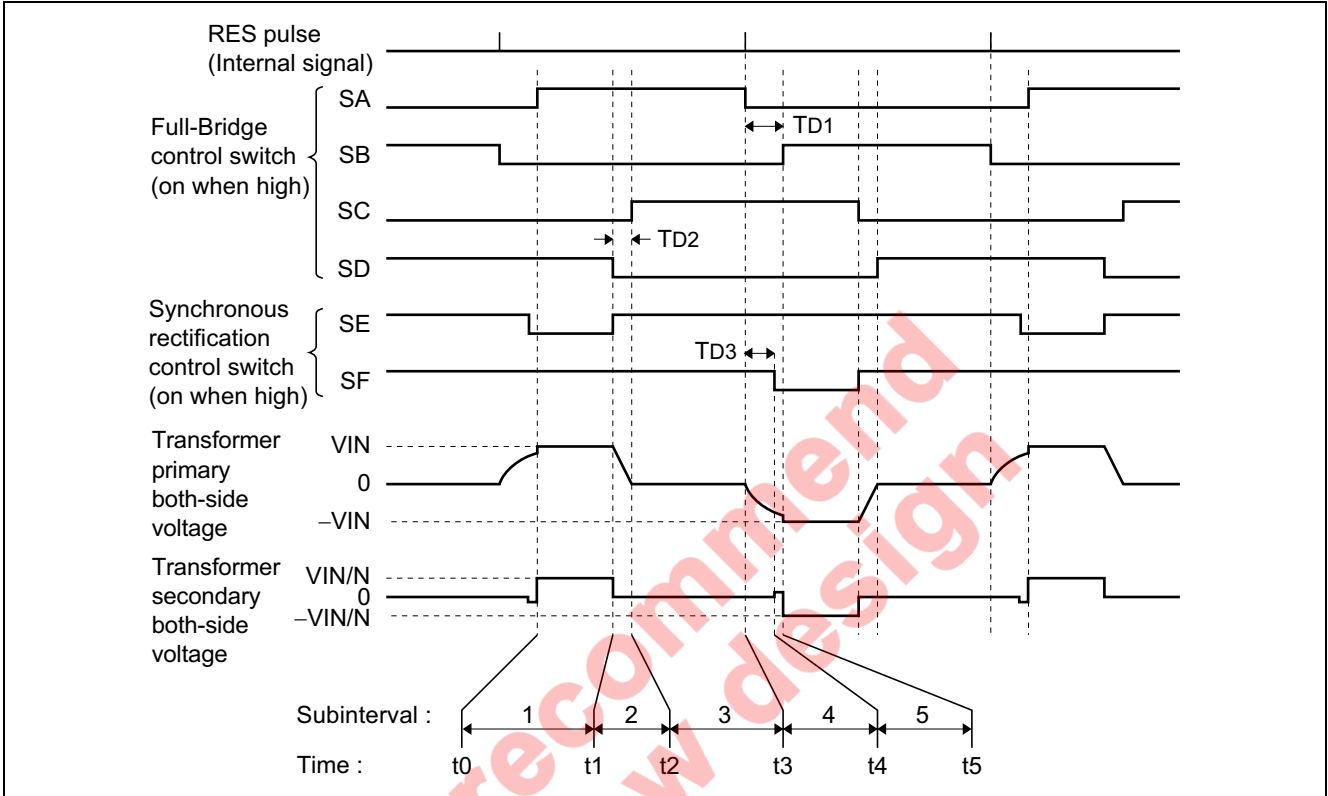 RES pulse
(Internal signal)
Full-Bridge
control switch
(on when high)
SA
SB
SC
SD
TD1
TD2
Synchronous
rectification
control switch
(on when high)
SE
SF
TD3
Transformer
primary
both-side
voltage
VIN
0
−VIN
Transformer
secondary
both-side
voltage
VIN/N
0
−VIN/N
Subinterval : 1 2 3 4 5
Time : t0 t1 t2 t3 t4 t5
recommend
w design